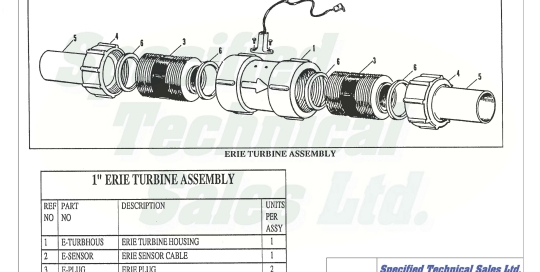 5
4
6
3
6
1
6
3
6
4
5
Specified
Technical
Sales Ltd.
ERIE TURBINE ASSEMBLY
1" ERIE TURBINE ASSEMBLY
REF NO PART NO DESCRIPTION UNITS PER ASSY
1 E-TURBHOUS ERIE TURBINE HOUSING 1
2 E-SENSOR ERIE SENSOR CABLE 1
3 E-PLUG ERIE PLUG 2
Specified Technical Sales Ltd.